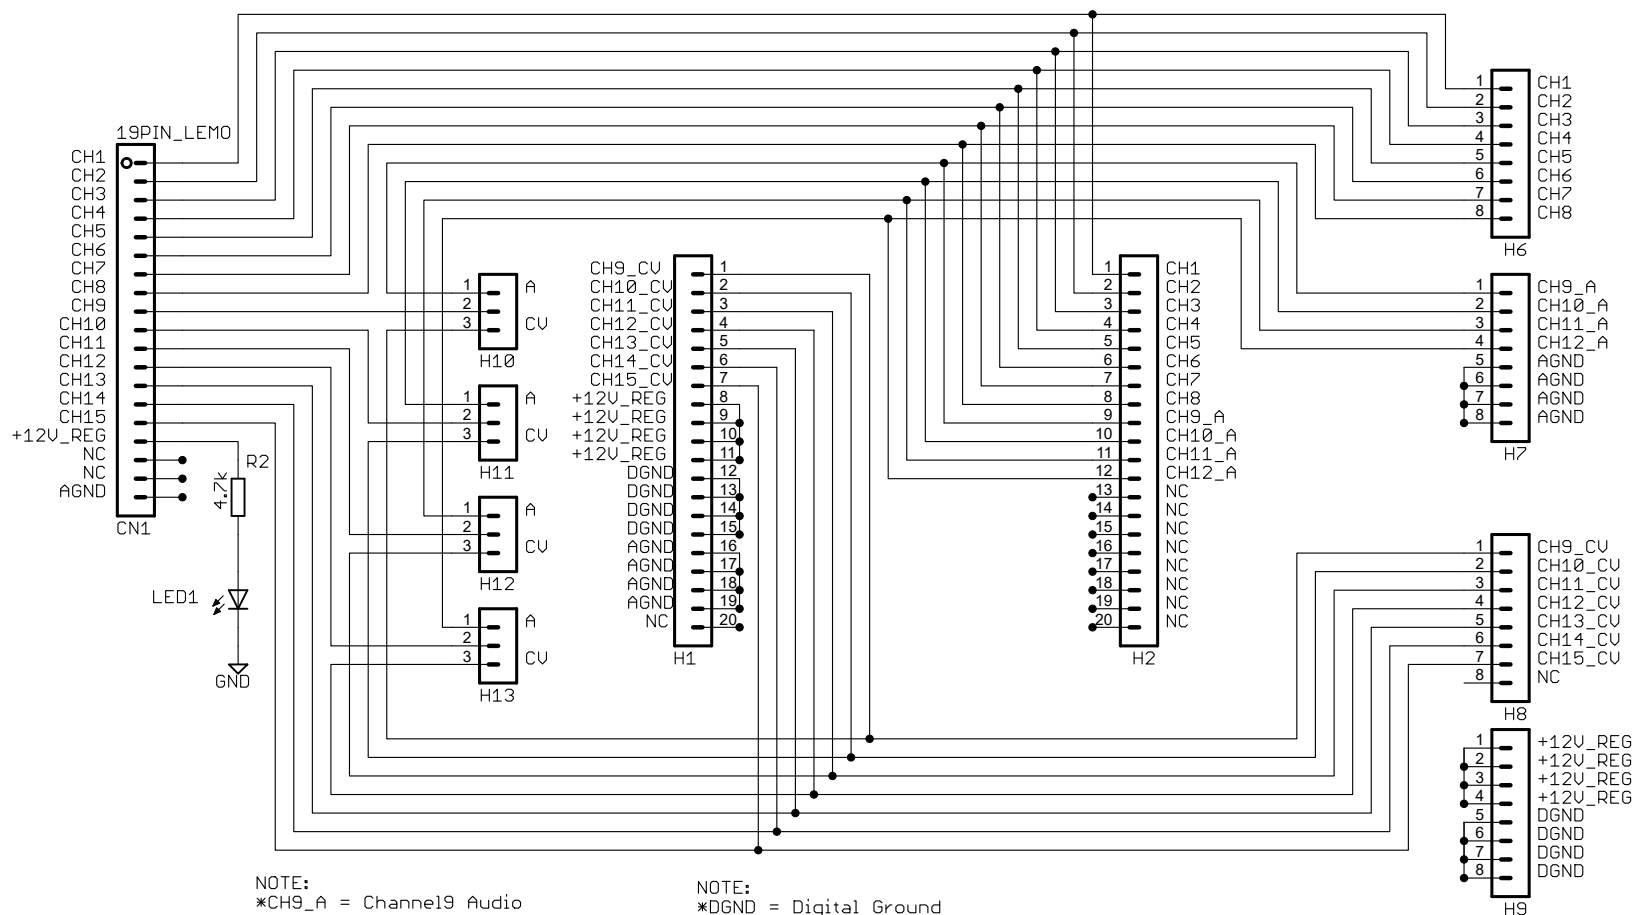 19PIN_LEMO
CH1
CH2
CH3
CH4
CH5
CH6
CH7
CH8
CH9
CH10
CH11
CH12
CH13
CH14
CH15
+12V_REG
NC
NC
AGND
CN1
R2
4.7k
LED1
GND
1 A
2
3 CV
H10
1 A
2
3 CV
H11
1 A
2
3 CV
H12
1 A
2
3 CV
H13
CH9_CV 1
CH10_CV 2
CH11_CV 3
CH12_CV 4
CH13_CV 5
CH14_CV 6
CH15_CV 7
+12V_REG 8
+12V_REG 9
+12V_REG 10
+12V_REG 11
DGND 12
DGND 13
DGND 14
DGND 15
AGND 16
AGND 17
AGND 18
AGND 19
NC 20
H1
1 CH1
2 CH2
3 CH3
4 CH4
5 CH5
6 CH6
7 CH7
8 CH8
9 CH9_A
10 CH10_A
11 CH11_A
12 CH12_A
13 NC
14 NC
15 NC
16 NC
17 NC
18 NC
19 NC
20 NC
H2
1 CH1
2 CH2
3 CH3
4 CH4
5 CH5
6 CH6
7 CH7
8 CH8
H6
1 CH9_A
2 CH10_A
3 CH11_A
4 CH12_A
5 AGND
6 AGND
7 AGND
8 AGND
H7
1 CH9_CV
2 CH10_CV
3 CH11_CV
4 CH12_CV
5 CH13_CV
6 CH14_CV
7 CH15_CV
8 NC
H8
1 +12V_REG
2 +12V_REG
3 +12V_REG
4 +12V_REG
5 DGND
6 DGND
7 DGND
8 DGND
H9
NOTE:
*CH9_A = Channel9 Audio
NOTE:
*DGND = Digital Ground